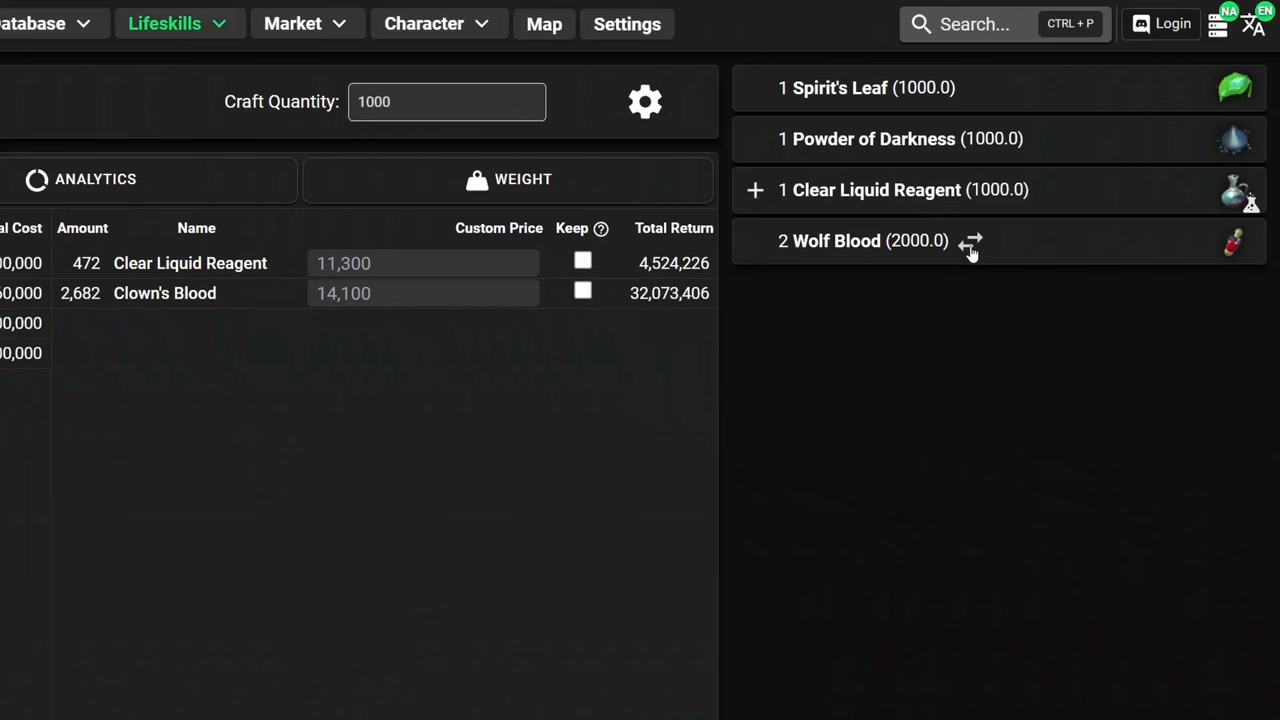 atabase Lifeskills Market Character Map Settings Search... CTRL + P Login NA EN
Craft Quantity: 1000
ANALYTICS WEIGHT
al Cost Amount Name Custom Price Keep ? Total Return
00,000 472 Clear Liquid Reagent 11,300 4,524,226
60,000 2,682 Clown's Blood 14,100 32,073,406
00,000
00,000
1 Spirit's Leaf (1000.0)
1 Powder of Darkness (1000.0)
+ 1 Clear Liquid Reagent (1000.0)
2 Wolf Blood (2000.0)